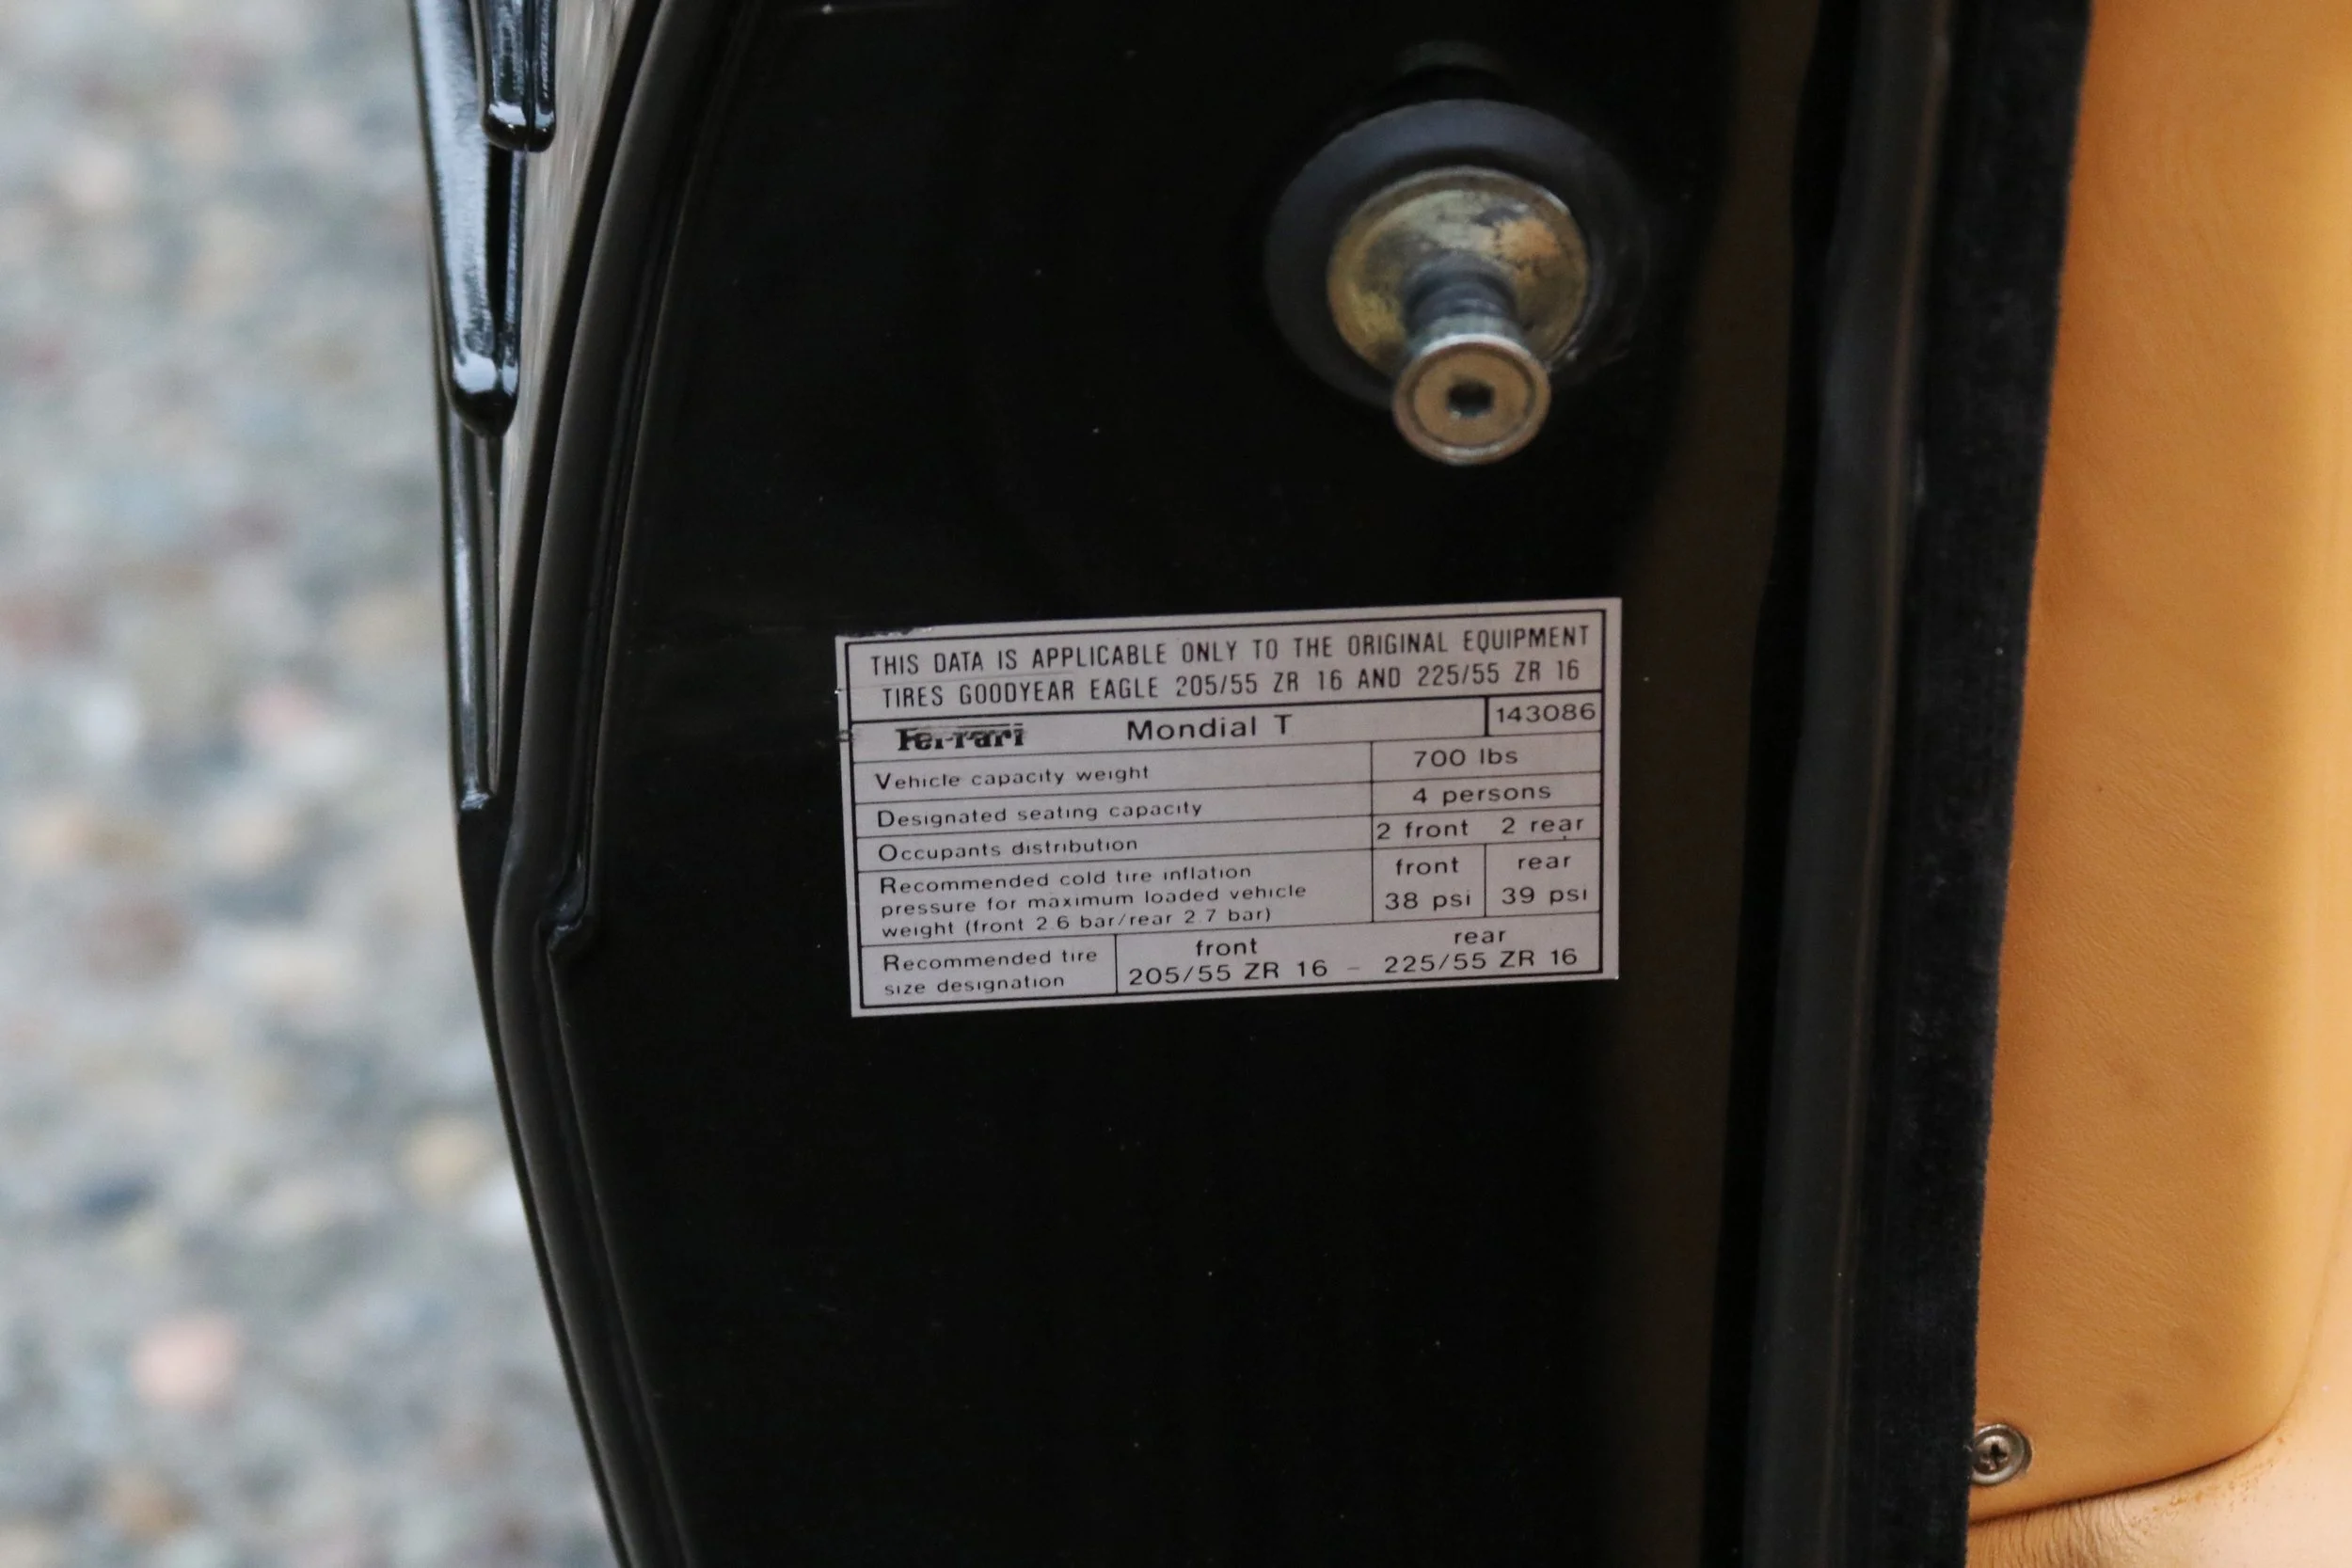 THIS DATA IS APPLICABLE ONLY TO THE ORIGINAL EQUIPMENT
TIRES GOODYEAR EAGLE 205/55 ZR 16 AND 225/55 ZR 16
Ferrari Mondial T 143086
Vehicle capacity weight 700 lbs
Designated seating capacity 4 persons
Occupants distribution 2 front 2 rear
Recommended cold tire inflation
pressure for maximum loaded vehicle
weight (front 2.6 bar/rear 2.7 bar)
front rear
38 psi 39 psi
Recommended tire
size designation
front rear
205/55 ZR 16 – 225/55 ZR 16